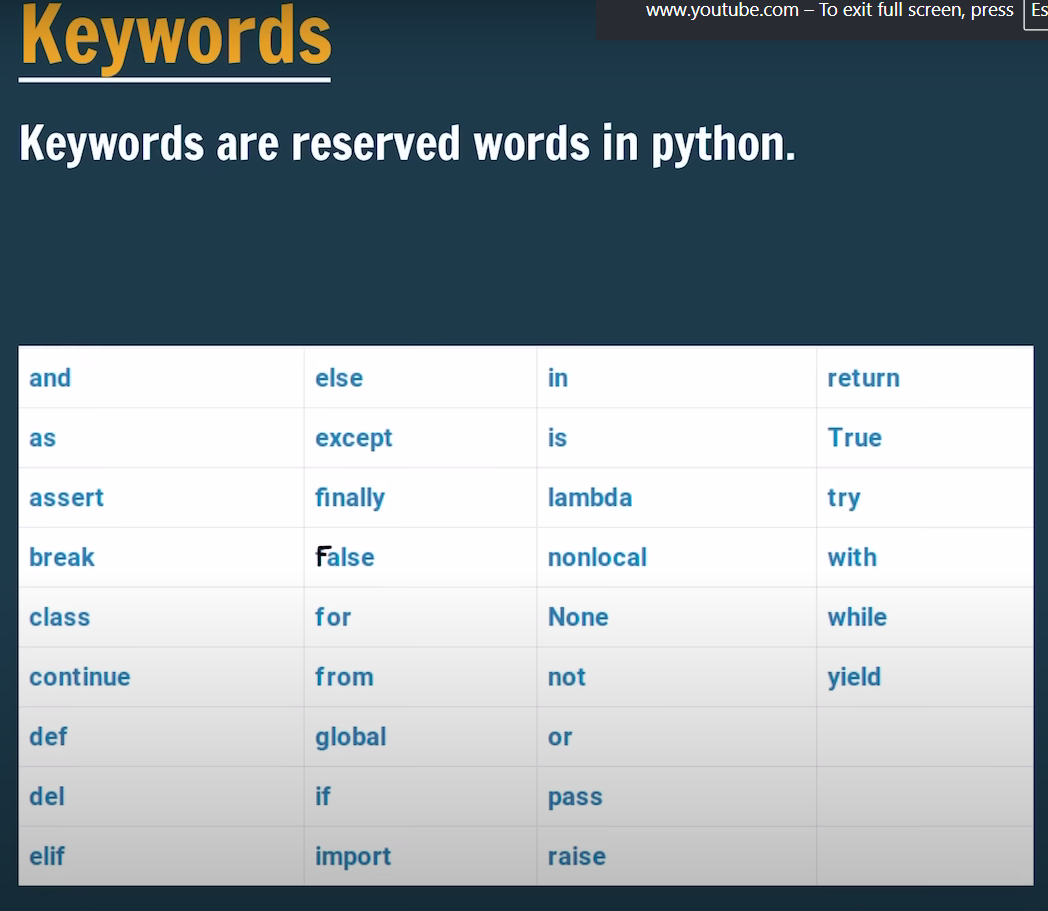 Keywords
www.youtube.com – To exit full screen, press Es
Keywords are reserved words in python.
and else in return
as except is True
assert finally lambda try
break False nonlocal with
class for None while
continue from not yield
def global or
del if pass
elif import raise